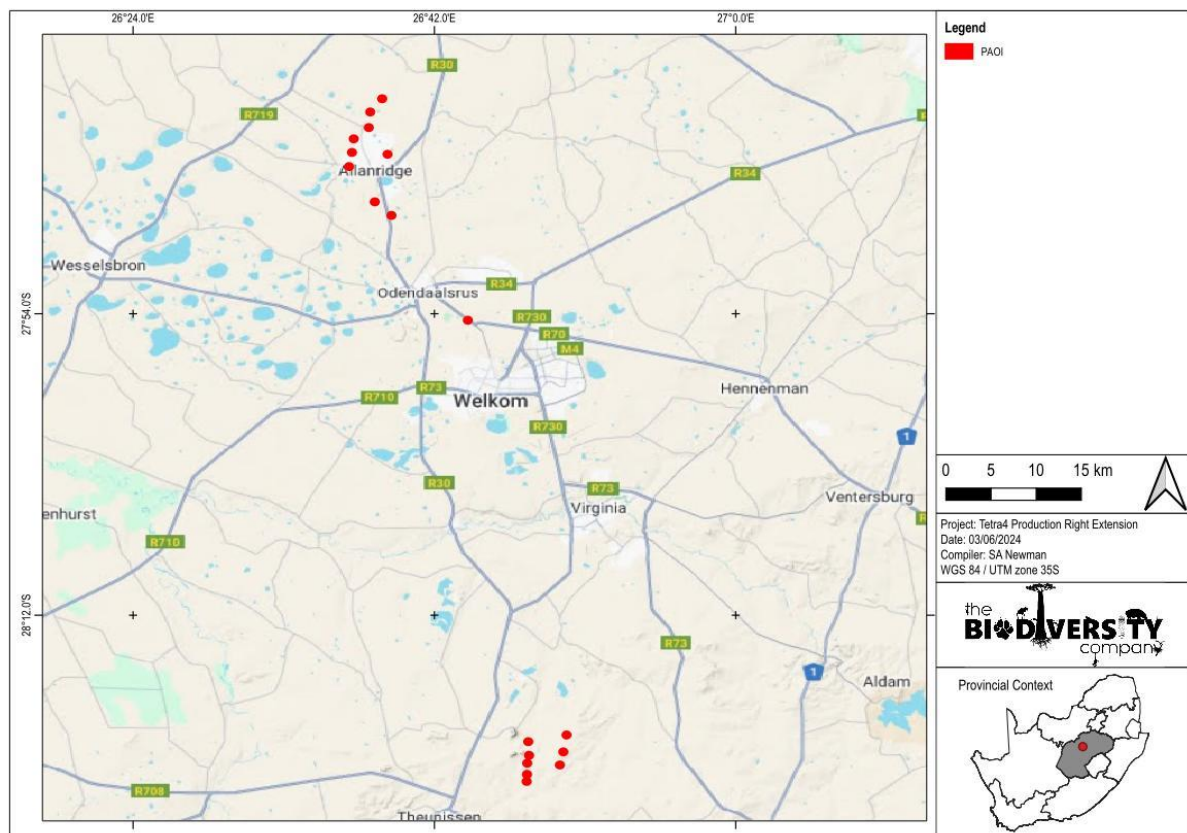 26°24.0'E
26°42.0'E
27°0.0'E
27°54.0'S
28°12.0'S
R30
R719
R34
Allanridge
Wesselsbron
Odendaalsrus
R34
R730
R70
M4
Hennenman
R710
R73
Welkom
R730
1
R30
R73
Ventersburg
enhurst
Virginia
R710
R73
1
Aldam
R708
Theunissen
Legend
PAOI
0 5 10 15 km
Project: Tetra4 Production Right Extension
Date: 03/06/2024
Compiler: SA Newman
WGS 84 / UTM zone 35S
the
BIODIVERSITY
company
Provincial Context